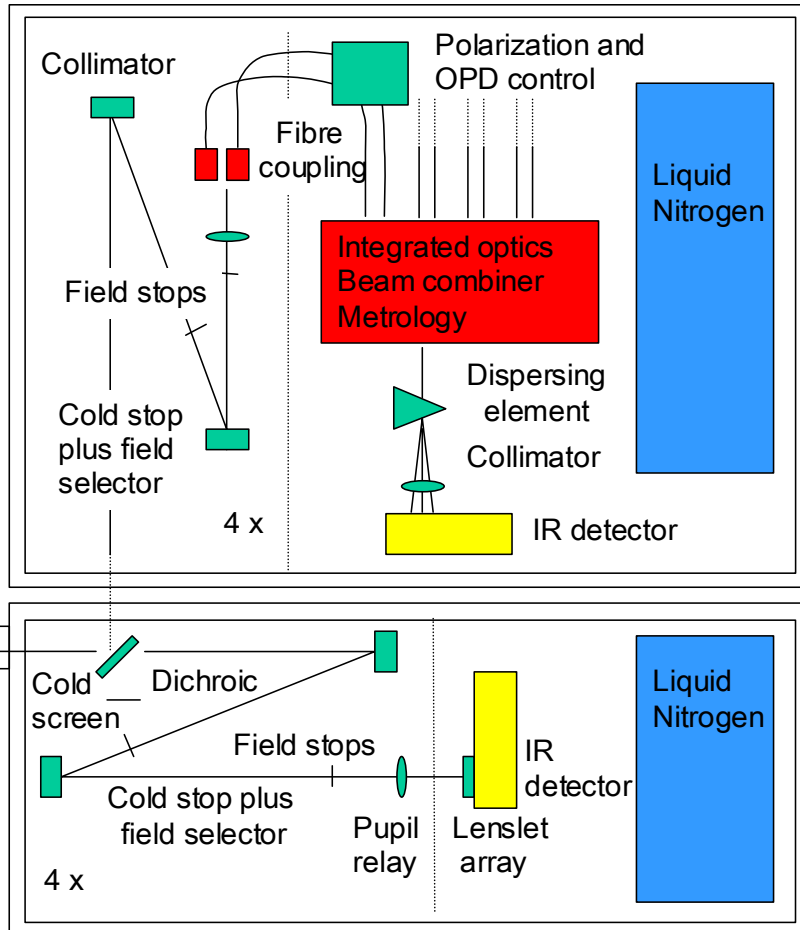 Collimator
Polarization and
OPD control
Fibre
coupling
Liquid
Nitrogen
Integrated optics
Beam combiner
Metrology
Field stops
Dispersing
element
Cold stop
plus field
selector
Collimator
4 x
IR detector
Cold
screen
Dichroic
Liquid
Nitrogen
Field stops
IR
detector
Cold stop plus
field selector
Pupil
relay
Lenslet
array
4 x